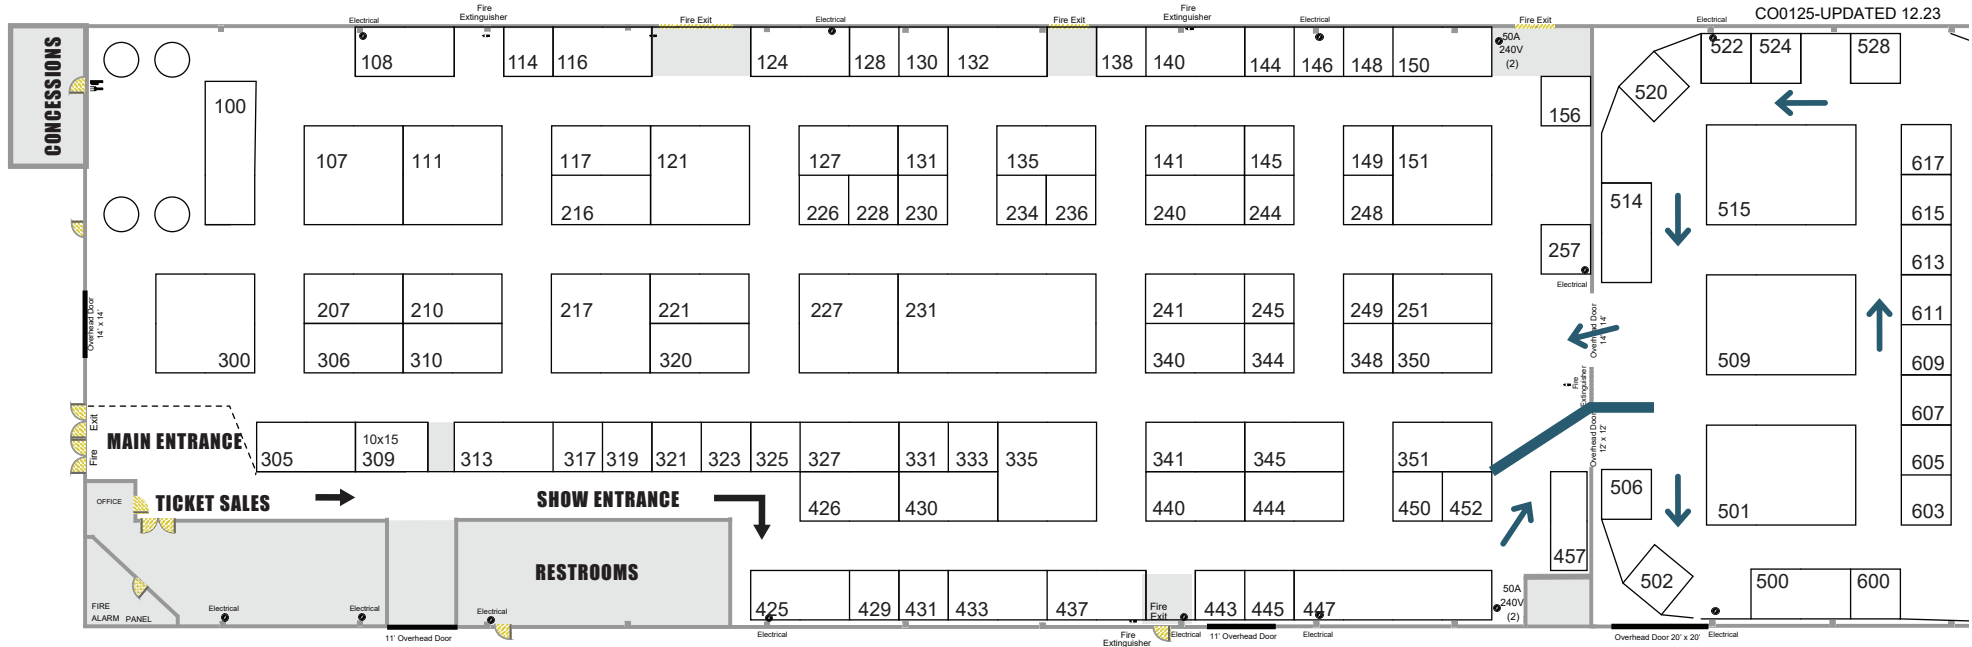 CO0125-UPDATED 12.23
Electrical
Fire
Extinguisher
Fire Exit
Electrical
Fire Exit
Fire
Extinguisher
Electrical
Fire Exit
Electrical
CONCESSIONS
108
114
116
124
128
130
132
138
140
144
146
148
150
50A
240V
(2)
522
524
528
520
100
156
107
111
117
121
127
131
135
141
145
149
151
617
216
226
228
230
234
236
240
244
248
514
515
615
257
Electrical
613
Overhead Door
14' x 14'
207
210
217
221
227
231
241
245
249
251
Overhead Door
14' x 14'
611
300
306
310
320
340
344
348
350
509
609
Fire
Extinguisher
607
Fire Exit
MAIN ENTRANCE
305
10x15
309
313
317
319
321
323
325
327
331
333
335
341
345
351
Overhead Door
12' x 12'
605
OFFICE
TICKET SALES
SHOW ENTRANCE
426
430
440
444
450
452
506
501
603
RESTROOMS
457
502
500
600
FIRE
ALARM PANEL
Electrical
Electrical
Electrical
425
429
431
433
437
Fire
Exit
443
445
447
50A
240V
(2)
11' Overhead Door
Electrical
Fire
Extinguisher
Electrical
11' Overhead Door
Electrical
Overhead Door 20' x 20'
Electrical